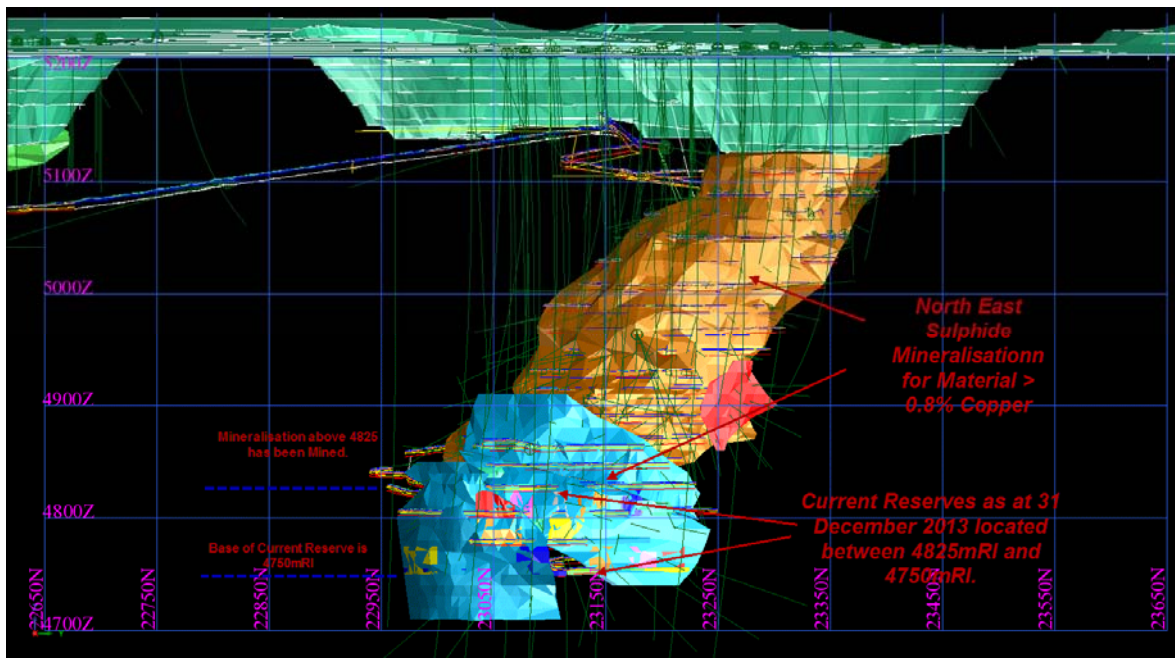 5200Z
5100Z
5000Z
North East
Sulphide
Mineralisationn
for Material >
0.8% Copper
4900Z
Mineralisation above 4825
has been Mined.
4800Z
Current Reserves as at 31
December 2013 located
between 4825mRl and
4750mRl.
Base of Current Reserve is
4750mRl
4700Z
22650N
22750N
22850N
22950N
23050N
23150N
23250N
23350N
23450N
23550N
23650N